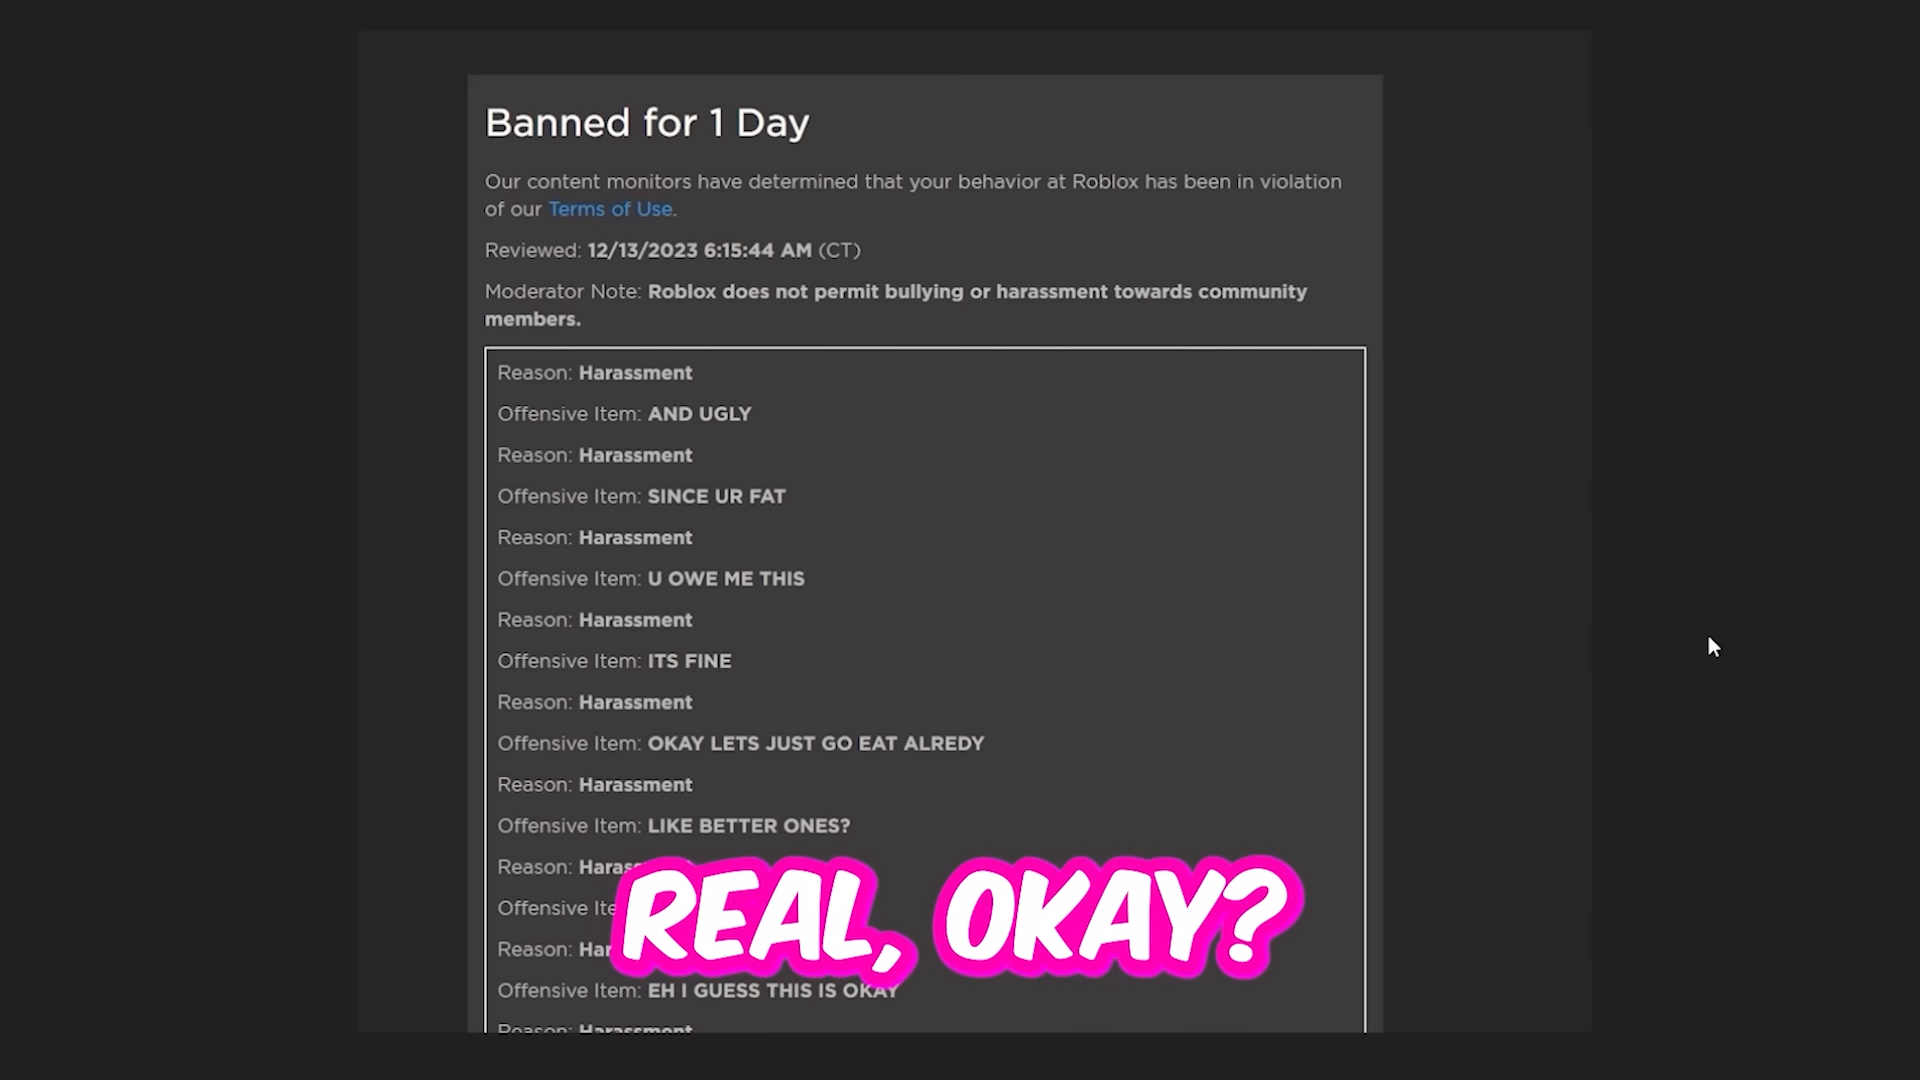 Banned for 1 Day
Our content monitors have determined that your behavior at Roblox has been in violation
of our Terms of Use.
Reviewed: 12/13/2023 6:15:44 AM (CT)
Moderator Note: Roblox does not permit bullying or harassment towards community
members.
Reason: Harassment
Offensive Item: AND UGLY
Reason: Harassment
Offensive Item: SINCE UR FAT
Reason: Harassment
Offensive Item: U OWE ME THIS
Reason: Harassment
Offensive Item: ITS FINE
Reason: Harassment
Offensive Item: OKAY LETS JUST GO EAT ALREDY
Reason: Harassment
Offensive Item: LIKE BETTER ONES?
Reason:
Offensive
Reason:
REAL, OKAY?
Offensive Item: EH I GUESS THIS IS OKAY
Reason: Harassment